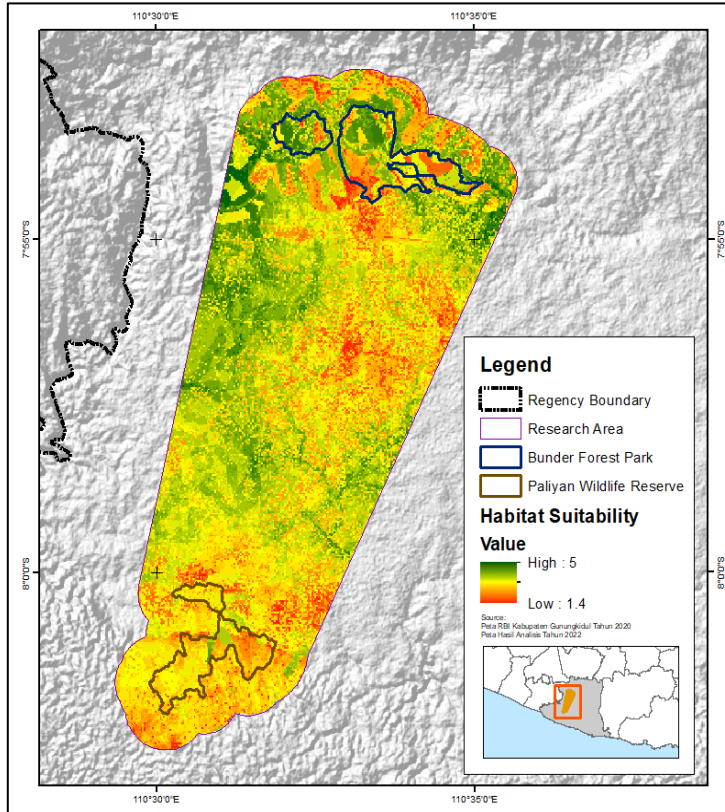 110°30'0"E 110°35'0"E
7°55'0"S 7°55'0"S
Legend
Regency Boundary
Research Area
Bunder Forest Park
Paliyan Wildlife Reserve
Habitat Suitability
Value
High : 5
Low : 1.4
Source:
Peta RBI Kabupaten Gunungkidul Tahun 2020
Peta Hasil Analisis Tahun 2022
8°0'0"S 8°0'0"S
110°30'0"E 110°35'0"E